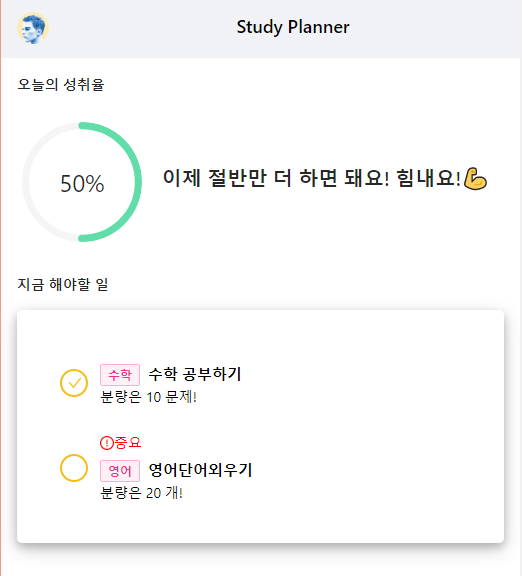 Study Planner
오늘의 성취율
50%
이제 절반만 더 하면 돼요! 힘내요!💪
지금 해야할 일
수학 수학 공부하기
분량은 10 문제!
중요
영어 영어단어외우기
분량은 20 개!